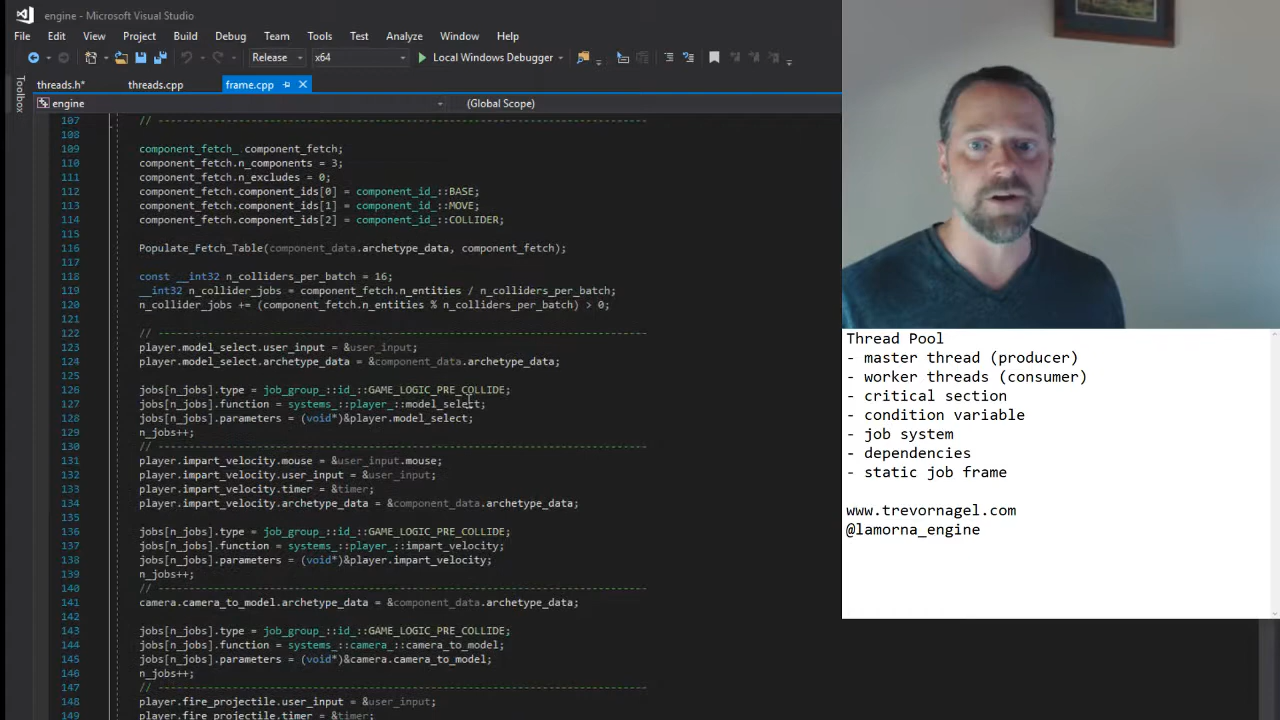 engine - Microsoft Visual Studio
File Edit View Project Build Debug Team Tools Test Analyze Window Help
Release x64 Local Windows Debugger
threads.h* threads.cpp frame.cpp
Toolbox
engine (Global Scope)
107 // --------------------------------------------------------------------------------
108
109 component_fetch_ component_fetch;
110 component_fetch.n_components = 3;
111 component_fetch.n_excludes = 0;
112 component_fetch.component_ids[0] = component_id_::BASE;
113 component_fetch.component_ids[1] = component_id_::MOVE;
114 component_fetch.component_ids[2] = component_id_::COLLIDER;
115
116 Populate_Fetch_Table(component_data.archetype_data, component_fetch);
117
118 const __int32 n_colliders_per_batch = 16;
119 __int32 n_collider_jobs = component_fetch.n_entities / n_colliders_per_batch;
120 n_collider_jobs += (component_fetch.n_entities % n_colliders_per_batch) > 0;
121
122 // --------------------------------------------------------------------------------
123 player.model_select.user_input = &user_input;
124 player.model_select.archetype_data = &component_data.archetype_data;
125
126 jobs[n_jobs].type = job_group_::id_::GAME_LOGIC_PRE_COLLIDE;
127 jobs[n_jobs].function = systems_::player_::model_select;
128 jobs[n_jobs].parameters = (void*)&player.model_select;
129 n_jobs++;
130 // --------------------------------------------------------------------------------
131 player.impart_velocity.mouse = &user_input.mouse;
132 player.impart_velocity.user_input = &user_input;
133 player.impart_velocity.timer = &timer;
134 player.impart_velocity.archetype_data = &component_data.archetype_data;
135
136 jobs[n_jobs].type = job_group_::id_::GAME_LOGIC_PRE_COLLIDE;
137 jobs[n_jobs].function = systems_::player_::impart_velocity;
138 jobs[n_jobs].parameters = (void*)&player.impart_velocity;
139 n_jobs++;
140 // --------------------------------------------------------------------------------
141 camera.camera_to_model.archetype_data = &component_data.archetype_data;
142
143 jobs[n_jobs].type = job_group_::id_::GAME_LOGIC_PRE_COLLIDE;
144 jobs[n_jobs].function = systems_::camera_::camera_to_model;
145 jobs[n_jobs].parameters = (void*)&camera.camera_to_model;
146 n_jobs++;
147 // --------------------------------------------------------------------------------
148 player.fire_projectile.user_input = &user_input;
149 player.fire_projectile.timer = &timer;
Thread Pool
- master thread (producer)
- worker threads (consumer)
- critical section
- condition variable
- job system
- dependencies
- static job frame
www.trevornagel.com
@lamorna_engine